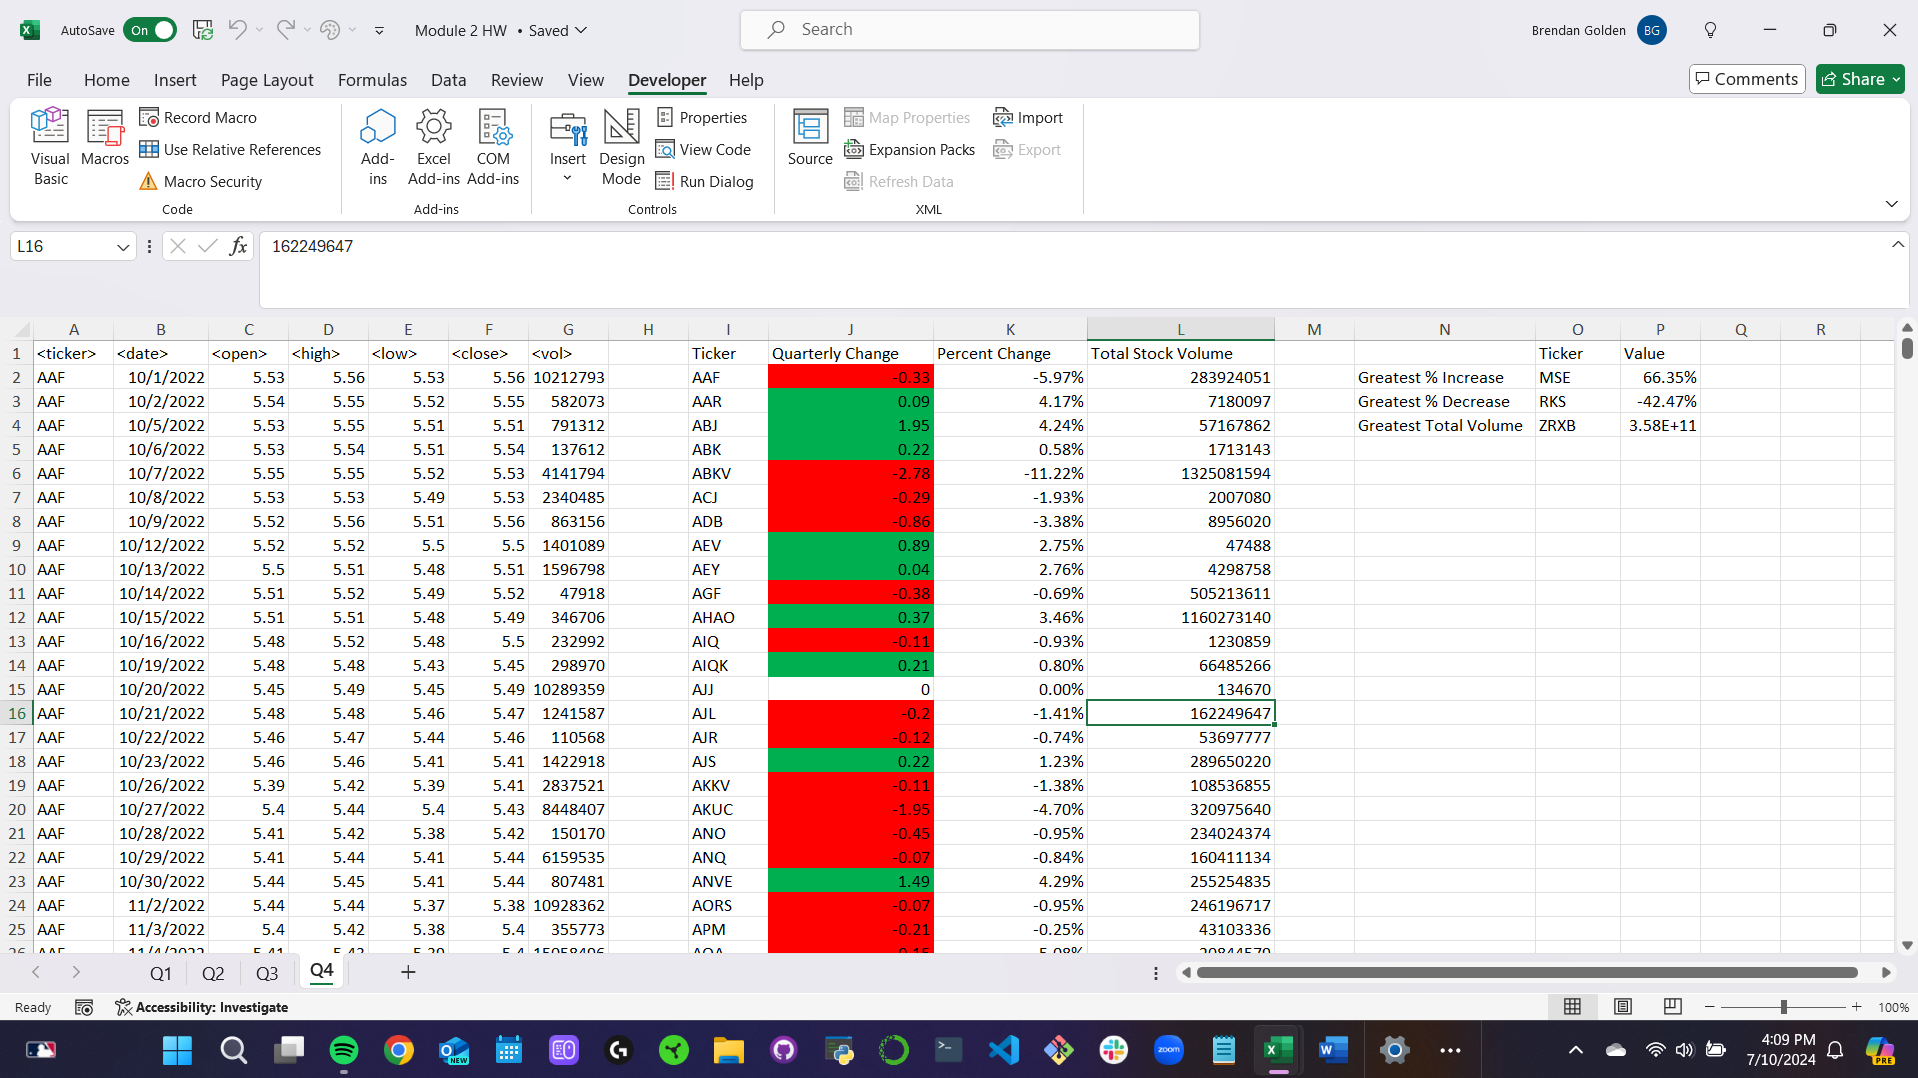 AutoSave On Module 2 HW • Saved Search Brendan Golden BG
File Home Insert Page Layout Formulas Data Review View Developer Help Comments Share
Visual Basic
Macros
Record Macro
Use Relative References
Macro Security
Code
Add-ins
Excel Add-ins
COM Add-ins
Add-ins
Insert
Design Mode
Properties
View Code
Run Dialog
Controls
Source
Map Properties
Expansion Packs
Refresh Data
Import
Export
XML
L16 fx 162249647
A B C D E F G H I J K L M N O P Q R
1 <ticker> <date> <open> <high> <low> <close> <vol> Ticker Quarterly Change Percent Change Total Stock Volume Ticker Value
2 AAF 10/1/2022 5.53 5.56 5.53 5.56 10212793 AAF -0.33 -5.97% 283924051 Greatest % Increase MSE 66.35%
3 AAF 10/2/2022 5.54 5.55 5.52 5.55 582073 AAR 0.09 4.17% 7180097 Greatest % Decrease RKS -42.47%
4 AAF 10/5/2022 5.53 5.55 5.51 5.51 791312 ABJ 1.95 4.24% 57167862 Greatest Total Volume ZRXB 3.58E+11
5 AAF 10/6/2022 5.53 5.54 5.51 5.54 137612 ABK 0.22 0.58% 1713143
6 AAF 10/7/2022 5.55 5.55 5.52 5.53 4141794 ABKV -2.78 -11.22% 1325081594
7 AAF 10/8/2022 5.53 5.53 5.49 5.53 2340485 ACJ -0.29 -1.93% 2007080
8 AAF 10/9/2022 5.52 5.56 5.51 5.56 863156 ADB -0.86 -3.38% 8956020
9 AAF 10/12/2022 5.52 5.52 5.5 5.5 1401089 AEV 0.89 2.75% 47488
10 AAF 10/13/2022 5.5 5.51 5.48 5.51 1596798 AEY 0.04 2.76% 4298758
11 AAF 10/14/2022 5.51 5.52 5.49 5.52 47918 AGF -0.38 -0.69% 505213611
12 AAF 10/15/2022 5.51 5.51 5.48 5.49 346706 AHAO 0.37 3.46% 1160273140
13 AAF 10/16/2022 5.48 5.52 5.48 5.5 232992 AIQ -0.11 -0.93% 1230859
14 AAF 10/19/2022 5.48 5.48 5.43 5.45 298970 AIQK 0.21 0.80% 66485266
15 AAF 10/20/2022 5.45 5.49 5.45 5.49 10289359 AJJ 0 0.00% 134670
16 AAF 10/21/2022 5.48 5.48 5.46 5.47 1241587 AJL -0.2 -1.41% 162249647
17 AAF 10/22/2022 5.46 5.47 5.44 5.46 110568 AJR -0.12 -0.74% 53697777
18 AAF 10/23/2022 5.46 5.46 5.41 5.41 1422918 AJS 0.22 1.23% 289650220
19 AAF 10/26/2022 5.39 5.42 5.39 5.41 2837521 AKKV -0.11 -1.38% 108536855
20 AAF 10/27/2022 5.4 5.44 5.4 5.43 8448407 AKUC -1.95 -4.70% 320975640
21 AAF 10/28/2022 5.41 5.42 5.38 5.42 150170 ANO -0.45 -0.95% 234024374
22 AAF 10/29/2022 5.41 5.44 5.41 5.44 6159535 ANQ -0.07 -0.84% 160411134
23 AAF 10/30/2022 5.44 5.45 5.41 5.44 807481 ANVE 1.49 4.29% 255254835
24 AAF 11/2/2022 5.44 5.44 5.37 5.38 10928362 AORS -0.07 -0.95% 246196717
25 AAF 11/3/2022 5.4 5.42 5.38 5.4 355773 APM -0.21 -0.25% 43103336
Q1 Q2 Q3 Q4
Ready Accessibility: Investigate 100%
NEW zoom PRE
4:09 PM
7/10/2024